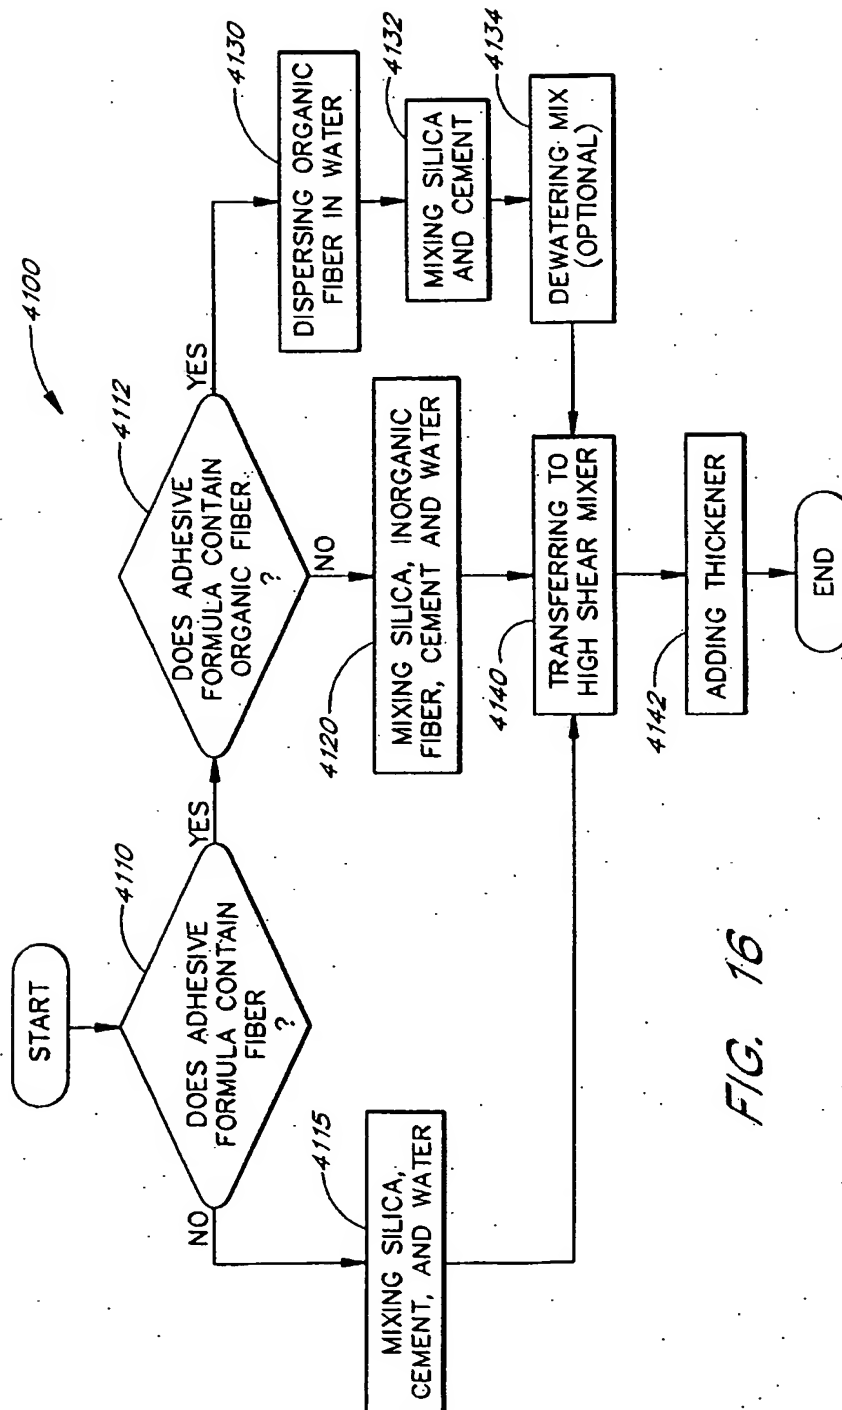 4100
START
4110
DOES ADHESIVE
FORMULA CONTAIN
FIBER
?
NO
YES
4112
DOES ADHESIVE
FORMULA CONTAIN
ORGANIC FIBER
?
YES
NO
4115
MIXING SILICA,
CEMENT, AND WATER
4120
MIXING SILICA, INORGANIC
FIBER, CEMENT AND WATER
4130
DISPERSING ORGANIC
FIBER IN WATER
4132
MIXING SILICA
AND CEMENT
4134
DEWATERING MIX
(OPTIONAL)
4140
TRANSFERRING TO
HIGH SHEAR MIXER
4142
ADDING THICKENER
END
FIG. 16